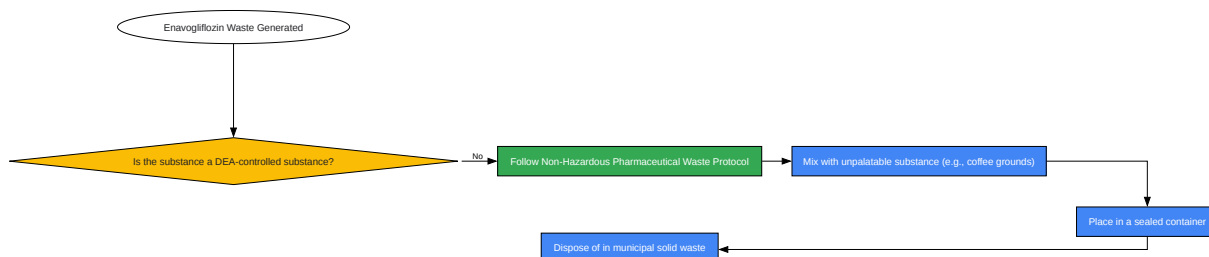 Enavogliflozin Waste Generated
Is the substance a DEA-controlled substance?
No
Follow Non-Hazardous Pharmaceutical Waste Protocol
Mix with unpalatable substance (e.g., coffee grounds)
Place in a sealed container
Dispose of in municipal solid waste